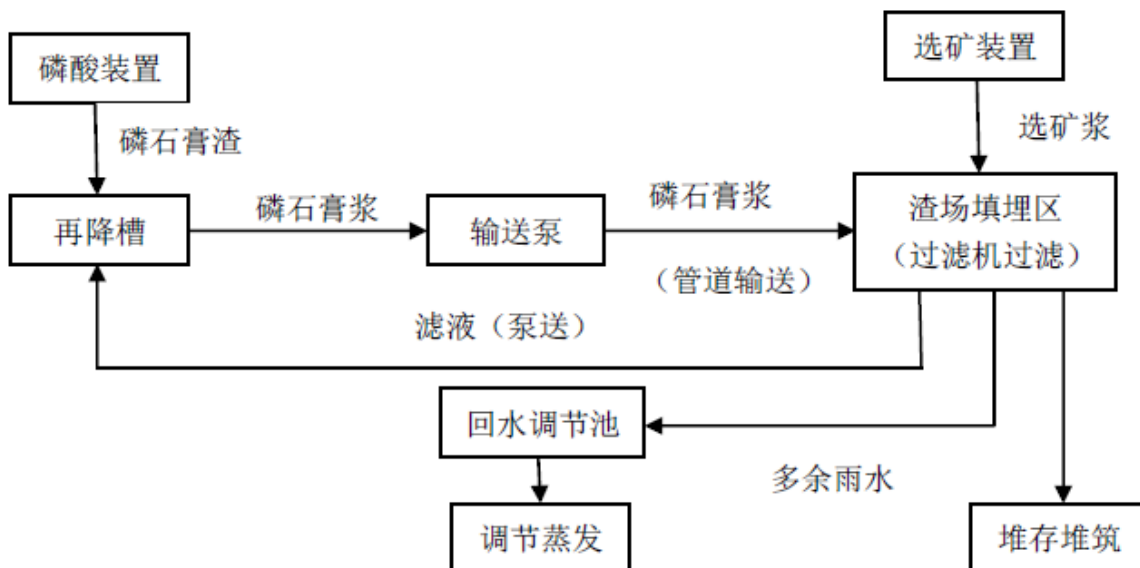 磷酸装置
选矿装置
磷石膏渣
选矿浆
再降槽
磷石膏浆
输送泵
磷石膏浆
（管道输送）
渣场填埋区
（过滤机过滤）
滤液（泵送）
回水调节池
多余雨水
调节蒸发
堆存堆筑